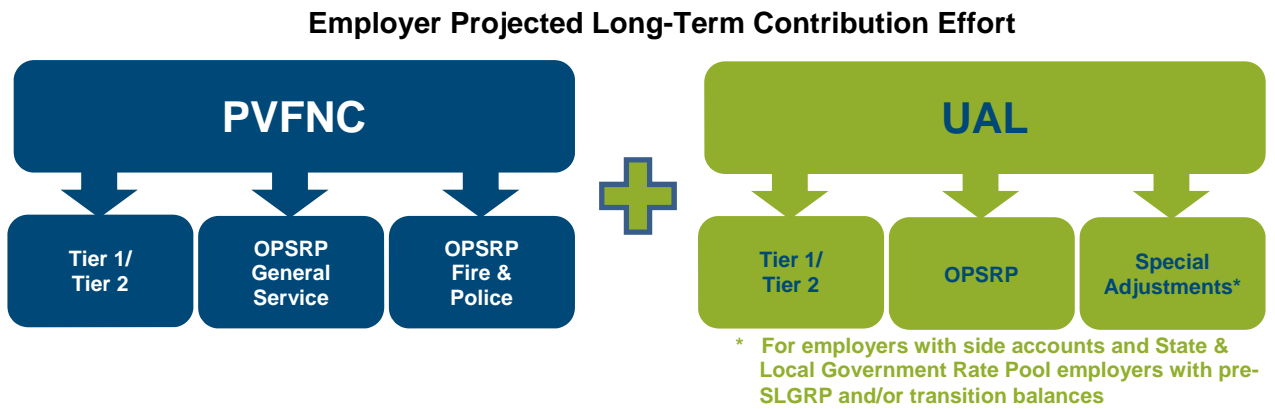 Employer Projected Long-Term Contribution Effort
PVFNC
Tier 1/
Tier 2
OPSRP
General
Service
OPSRP
Fire &
Police
UAL
Tier 1/
Tier 2
OPSRP
Special
Adjustments*
* For employers with side accounts and State &
Local Government Rate Pool employers with pre-
SLGRP and/or transition balances